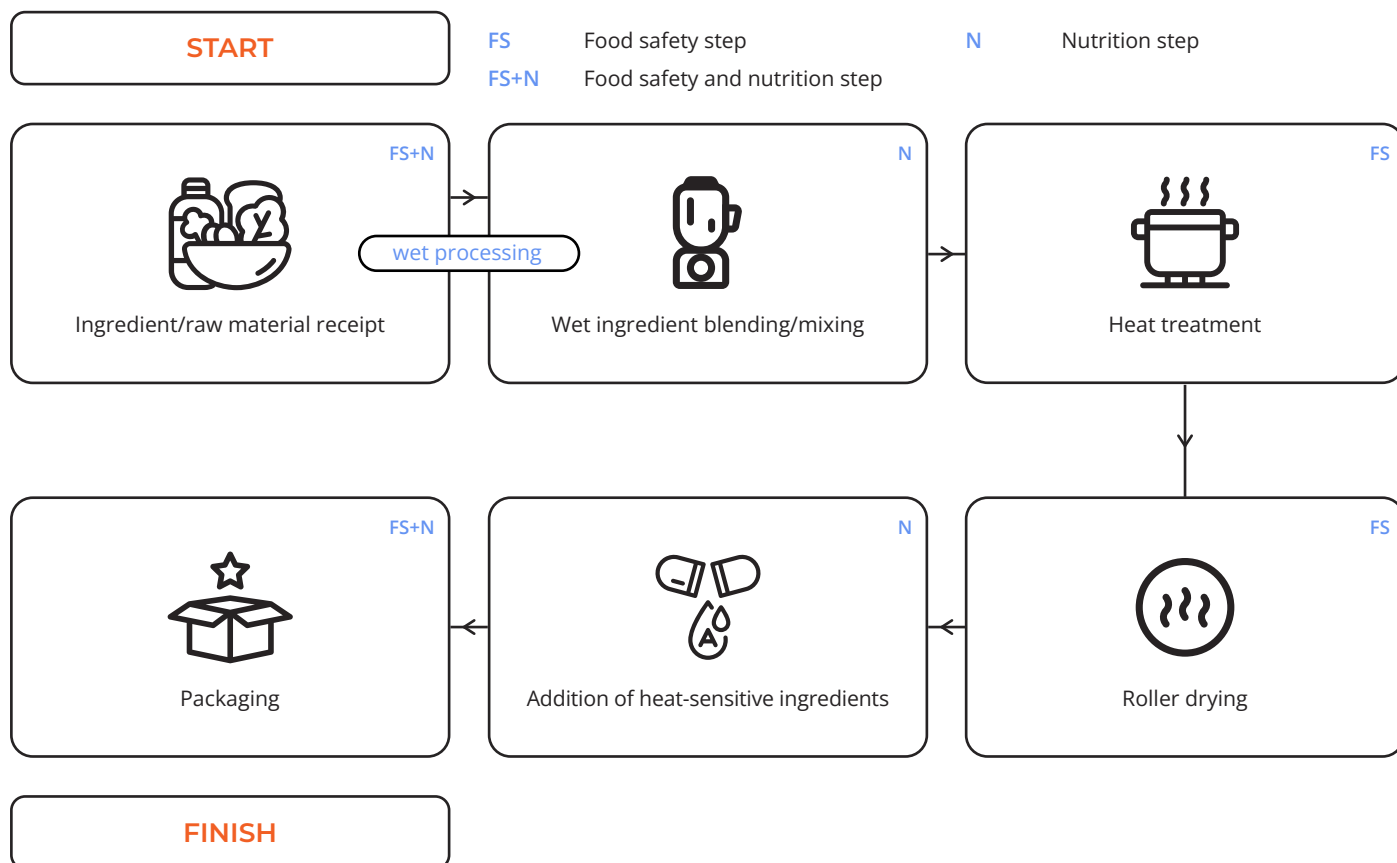 START
FS Food safety step
N Nutrition step
FS+N Food safety and nutrition step
FS+N
Ingredient/raw material receipt
wet processing
N
Wet ingredient blending/mixing
FS
Heat treatment
FS
Roller drying
N
A
Addition of heat-sensitive ingredients
FS+N
Packaging
FINISH